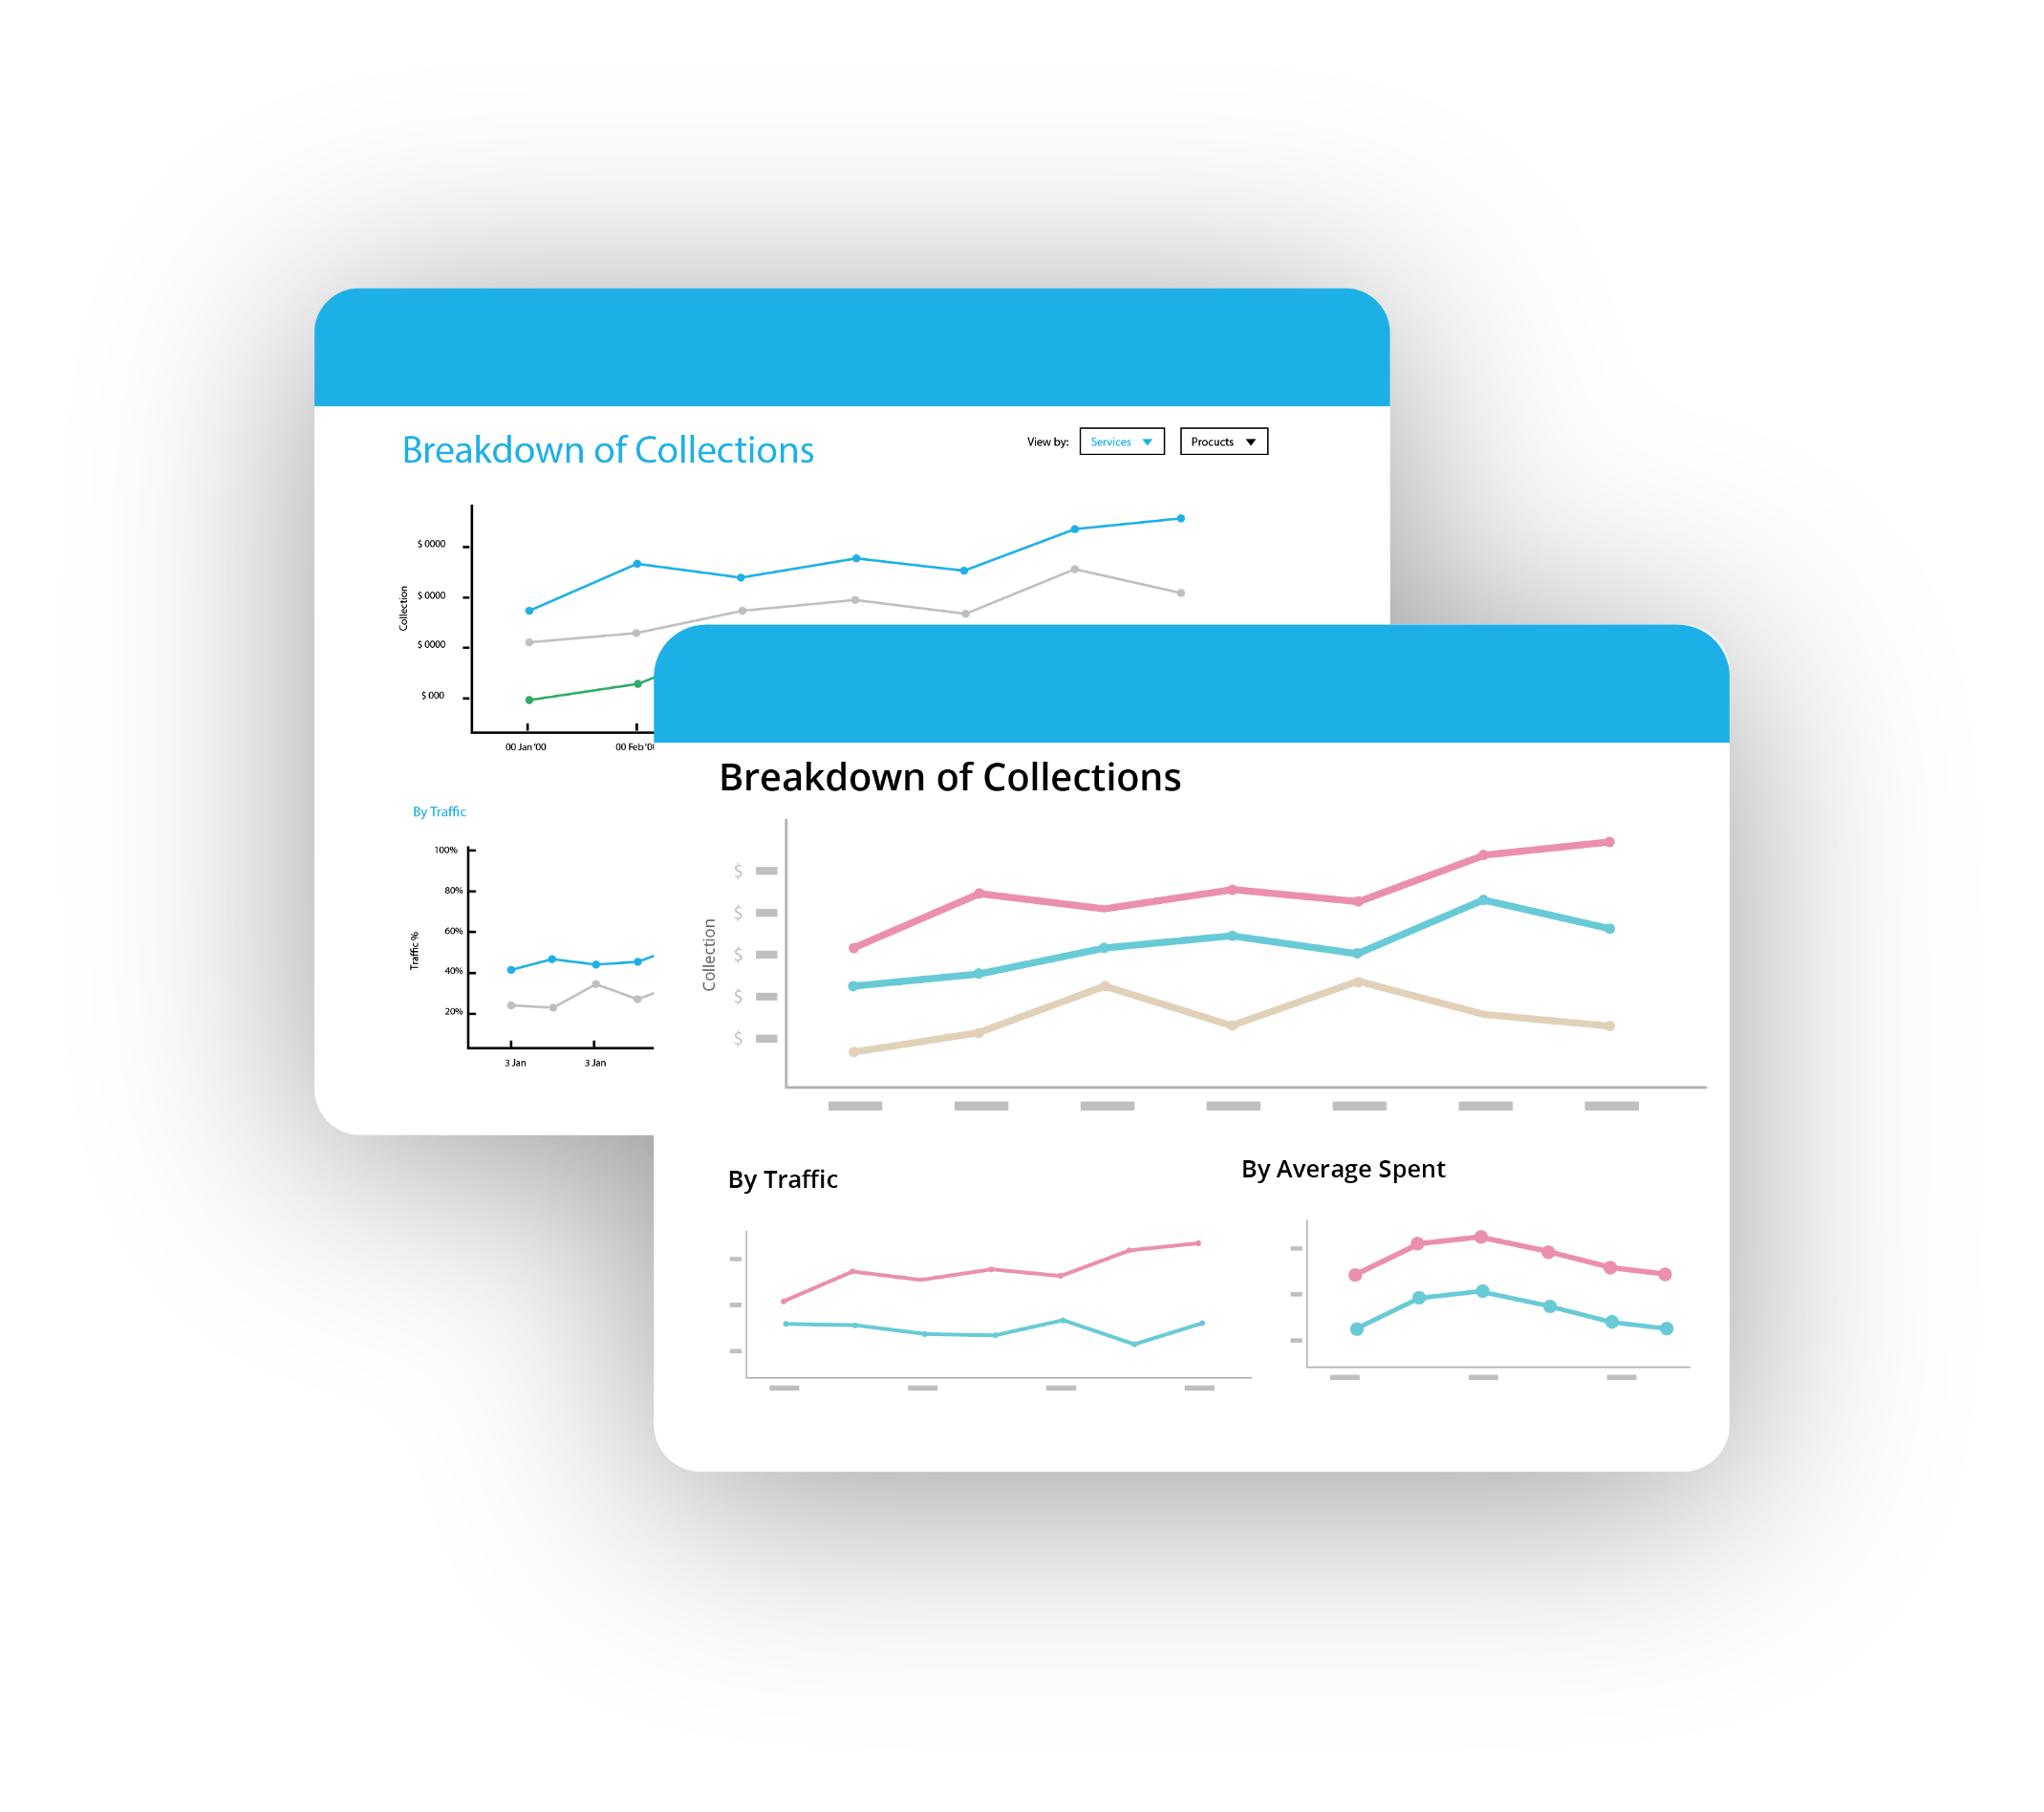 Breakdown of Collections
View by:
Services
Procucts
$ 0000
$ 0000
$ 0000
$ 000
Collection
00 Jan '00
00 Feb '0
By Traffic
100%
80%
60%
40%
20%
Traffic %
3 Jan
3 Jan
Breakdown of Collections
$
$
$
$
$
Collection
By Traffic
By Average Spent